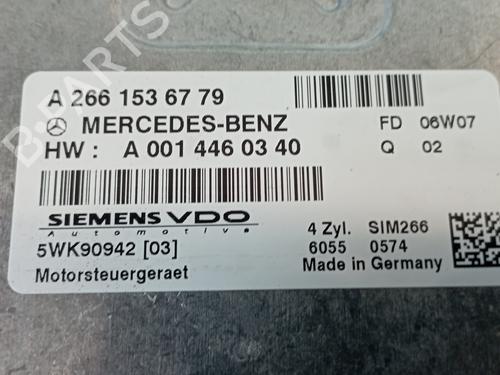 A 266 153 67 79
MERCEDES-BENZ FD 06W07
HW : A 001 446 03 40 Q 02
SIEMENS VDO
Automotive
4 Zyl. SIM266
5WK90942 [03] 6055 0574
Motorsteuergeraet Made in Germany
B-PARTS